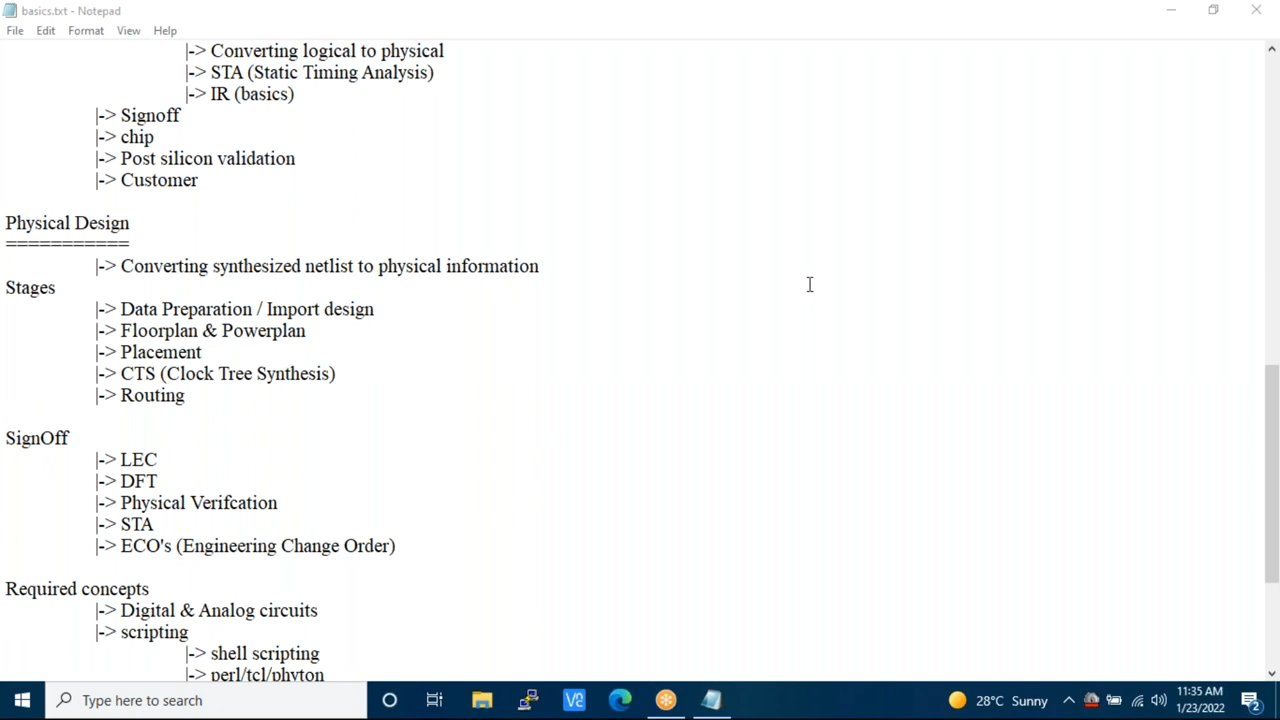 basics.txt - Notepad
File Edit Format View Help
|-> Converting logical to physical
|-> STA (Static Timing Analysis)
|-> IR (basics)
|-> Signoff
|-> chip
|-> Post silicon validation
|-> Customer
Physical Design
===========
|-> Converting synthesized netlist to physical information
Stages
|-> Data Preparation / Import design
|-> Floorplan & Powerplan
|-> Placement
|-> CTS (Clock Tree Synthesis)
|-> Routing
SignOff
|-> LEC
|-> DFT
|-> Physical Verifcation
|-> STA
|-> ECO's (Engineering Change Order)
Required concepts
|-> Digital & Analog circuits
|-> scripting
|-> shell scripting
|-> perl/tcl/phyton
Type here to search
28°C Sunny
11:35 AM
1/23/2022
2